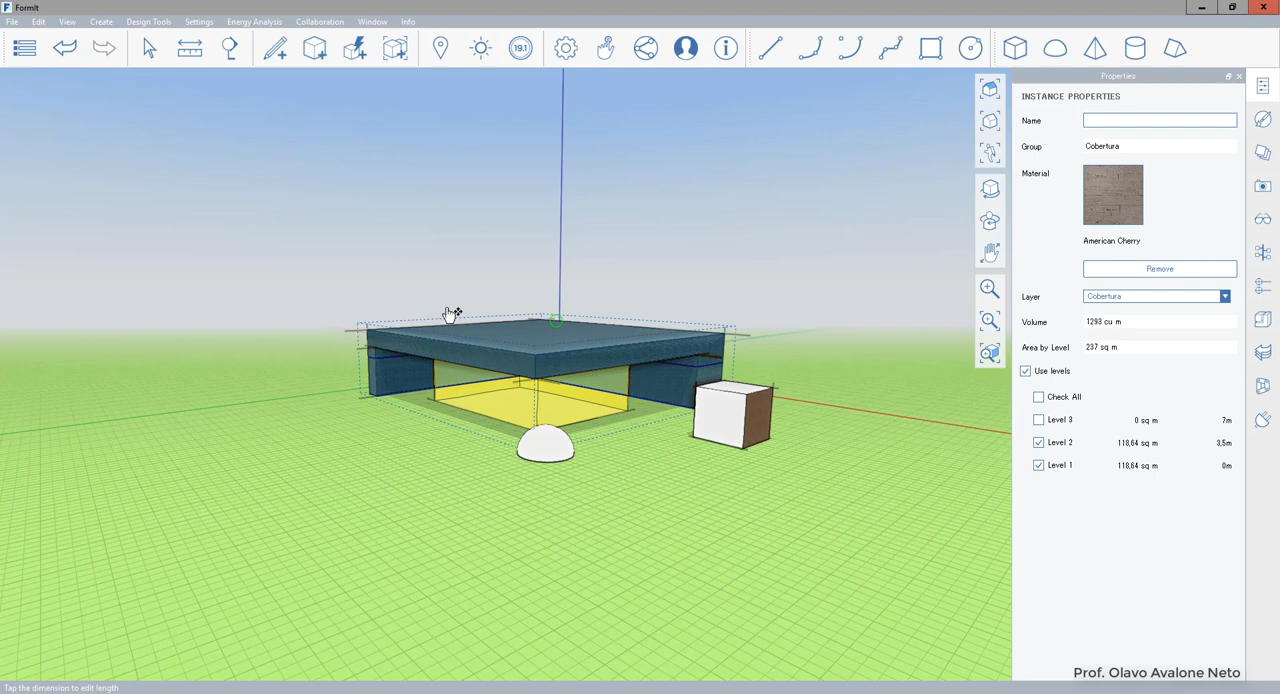 FormIt
File Edit View Create Design Tools Settings Energy Analysis Collaboration Window Info
19.1
Properties
INSTANCE PROPERTIES
Name
Group Cobertura
Material
American Cherry
Remove
Layer Cobertura
Volume 1293 cu m
Area by Level 237 sq m
Use levels
Check All
Level 3 0 sq m 7m
Level 2 118,64 sq m 3,5m
Level 1 118,64 sq m 0m
Prof. Olavo Avalone Neto
Tap the dimension to edit length